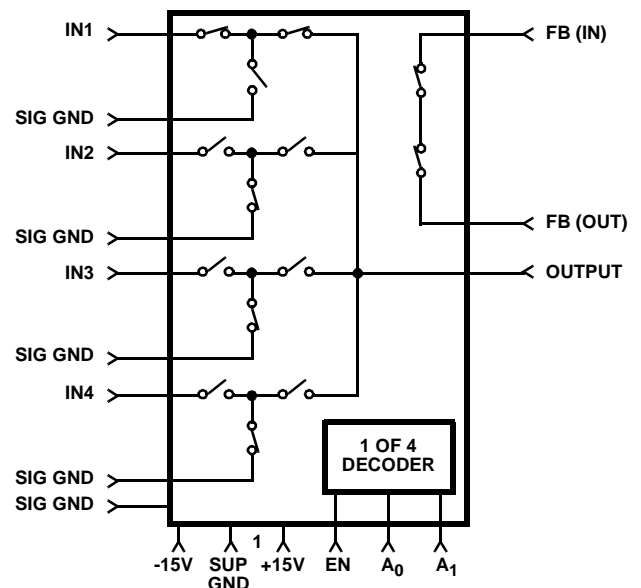 IN1
FB (IN)
SIG GND
IN2
FB (OUT)
SIG GND
IN3
OUTPUT
SIG GND
IN4
1 OF 4
DECODER
SIG GND
SIG GND
1
-15V
SUP
GND
+15V
EN
A0
A1